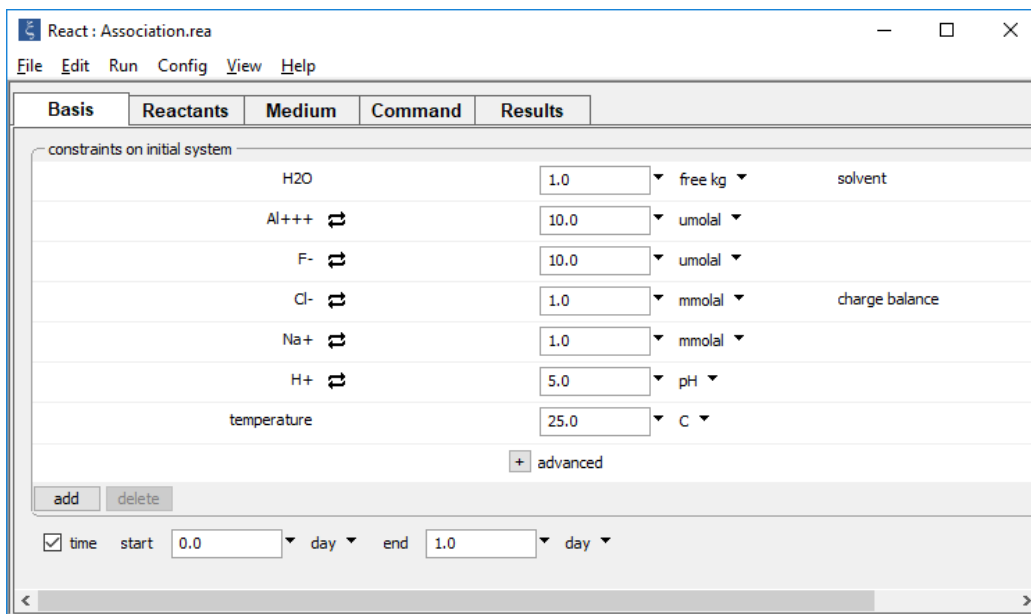 React : Association.rea
File Edit Run Config View Help
Basis Reactants Medium Command Results
constraints on initial system
H2O 1.0 free kg solvent
Al+++ 10.0 umolal
F- 10.0 umolal
Cl- 1.0 mmolal charge balance
Na+ 1.0 mmolal
H+ 5.0 pH
temperature 25.0 C
+ advanced
add delete
time start 0.0 day end 1.0 day